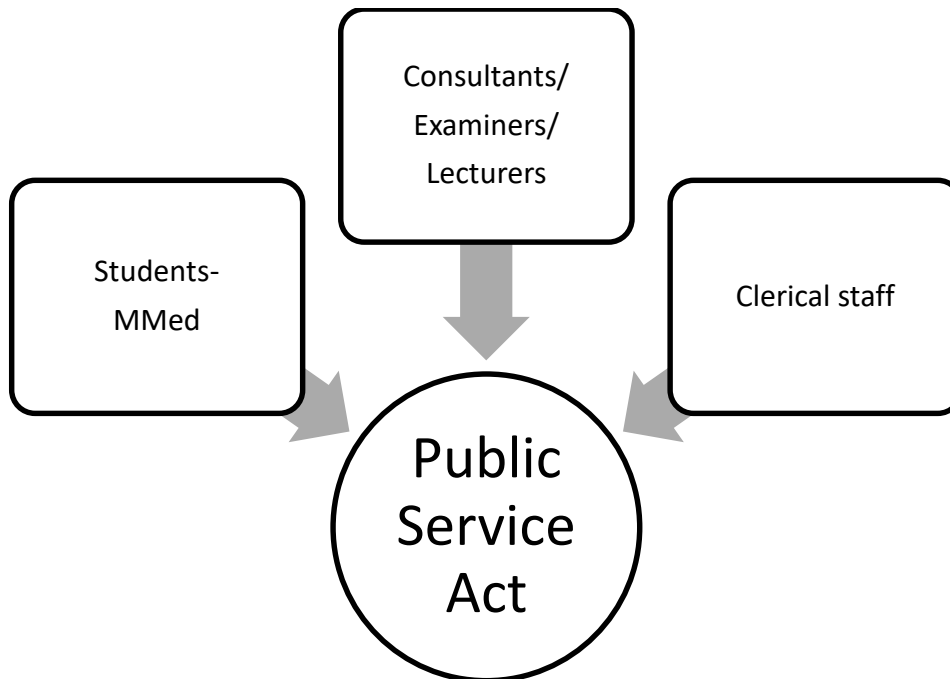 Consultants/
Examiners/
Lecturers
Students-
MMed
Clerical staff
Public
Service
Act